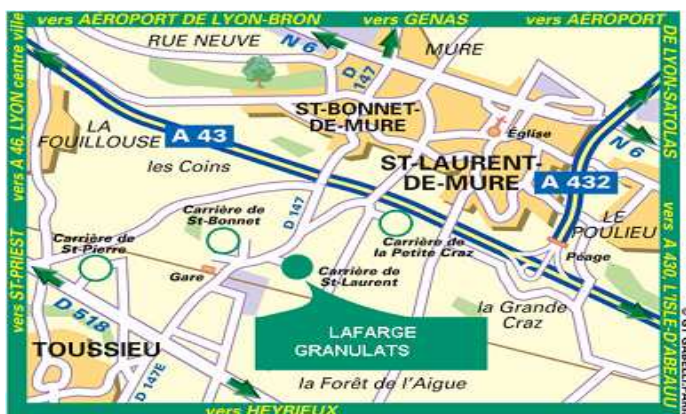 vers AÉROPORT DE LYON-BRON
vers GENAS
vers AÉROPORT
DE LYON-SATOLAS
RUE NEUVE
N 6
D 147
MURE
vers A 46, LYON centre ville
LA
FOUILLOUSE
A 43
ST-BONNET-
DE-MURE
Église
N 6
les Coins
ST-LAURENT-
DE-MURE
A 432
LE
POULIEU
D 147
Carrière de
St-Bonnet
Carrière de
la Petite Craz
Péage
Carrière de
St-Pierre
Gare
Carrière de
St-Laurent
vers ST-PRIEST
D 518
la Grande
Craz
vers A 430, L'ISLE-D'ABEAU
LAFARGE
GRANULATS
TOUSSIEU
D 147E
la Forêt de l'Aigue
vers HEYRIEUX